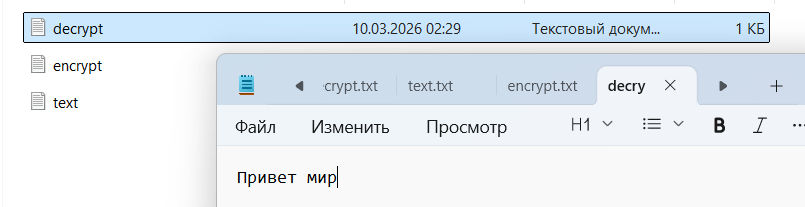 decrypt 10.03.2026 02:29 Текстовый докум... 1 КБ
encrypt
text
crypt.txt text.txt encrypt.txt decry
Файл Изменить Просмотр H1 B I ...
Привет мир